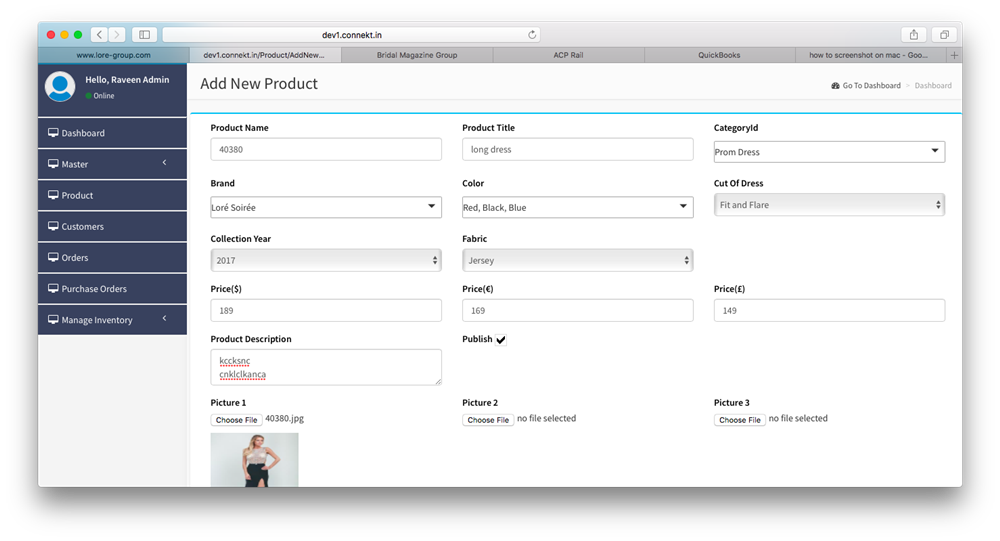 dev1.connekt.in
www.lore-group.com
dev1.connekt.in/Product/AddNew...
Bridal Magazine Group
ACP Rail
QuickBooks
how to screenshot on mac - Goo...
Hello, Raveen Admin
Online
Dashboard
Master
Product
Customers
Orders
Purchase Orders
Manage Inventory
Add New Product
Go To Dashboard > Dashboard
Product Name
Product Title
CategoryId
40380
long dress
Prom Dress
Brand
Color
Cut Of Dress
Loré Soirée
Red, Black, Blue
Fit and Flare
Collection Year
Fabric
2017
Jersey
Price($)
Price(€)
Price(£)
189
169
149
Product Description
Publish
kccksnc
cnklclkanca
Picture 1
Picture 2
Picture 3
Choose File 40380.jpg
Choose File no file selected
Choose File no file selected